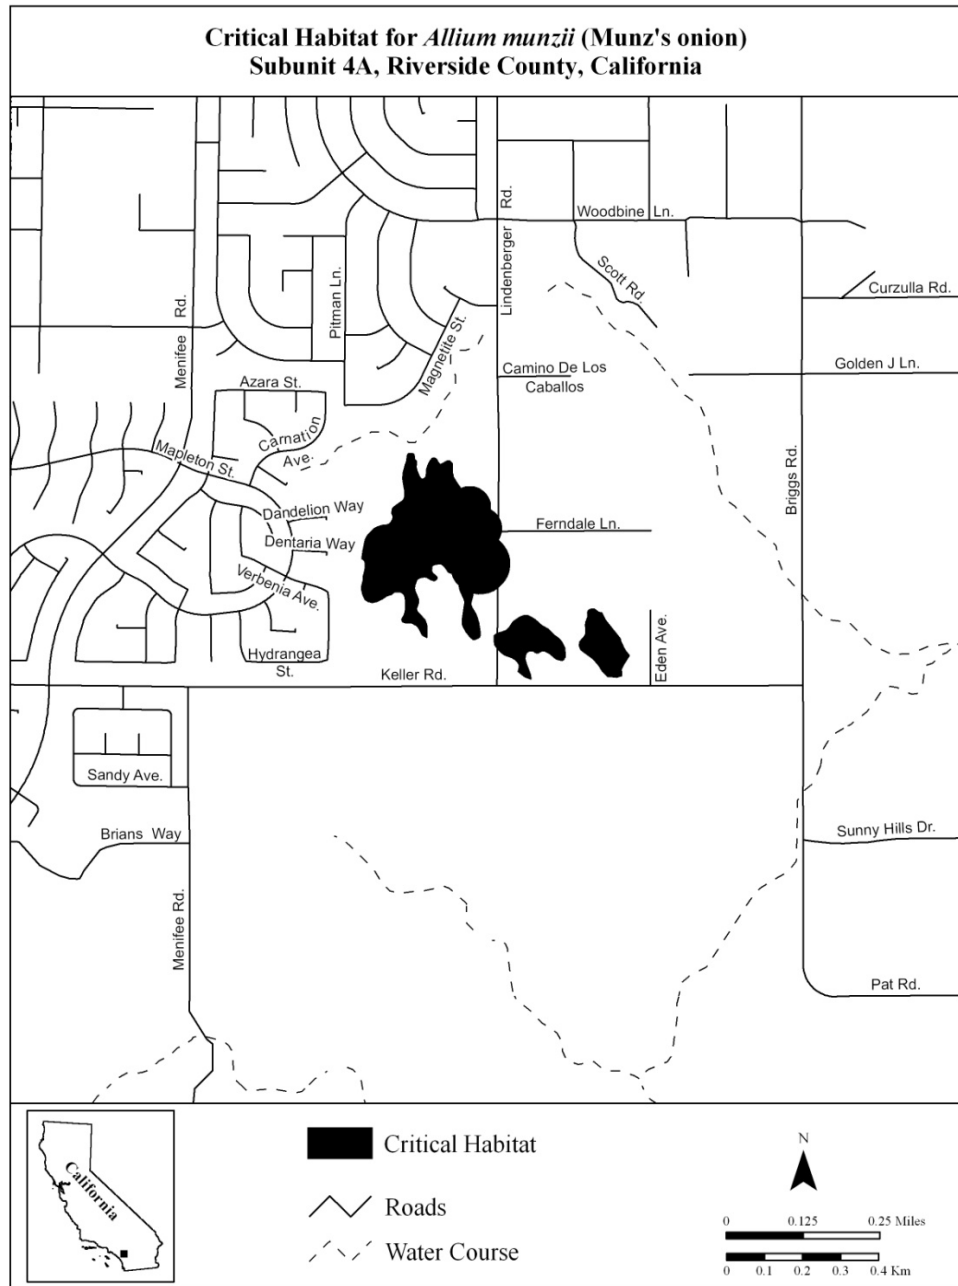 Critical Habitat for Allium munzii (Munz's onion)
Subunit 4A, Riverside County, California
Rd.
Lindenberger
Woodbine Ln.
Scott Rd.
Curzulla Rd.
Pitman Ln.
Rd.
Menifee
Magnetite St.
Camino De Los
Caballos
Golden J Ln.
Azara St.
Carnation
Ave.
Mapleton St.
Briggs Rd.
Dandelion Way
Ferndale Ln.
Dentaria Way
Verbenia Ave.
Eden Ave.
Hydrangea
St.
Keller Rd.
Sandy Ave.
Brians Way
Sunny Hills Dr.
Menifee Rd.
Pat Rd.
California
Critical Habitat
Roads
Water Course
N
0 0.125 0.25 Miles
0 0.1 0.2 0.3 0.4 Km